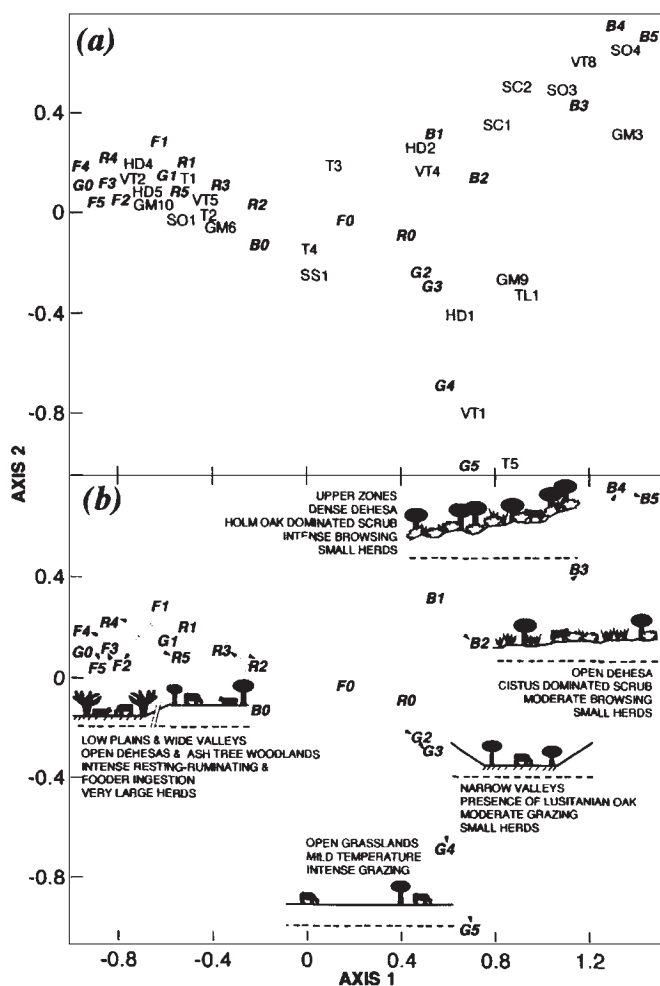 (a)
B4
B5
SO4
VT8
SC2
SO3
B3
0.4
SC1
GM3
F1
B1
HD2
F4
R4
HD4
R1
T3
VT4
G0
F3
VT2
G1
T1
B2
HD5
R5
R3
F5
F2
GM10
VT5
R2
0
SO1
T2
F0
GM6
B0
R0
T4
SS1
G2
G3
GM9
TL1
-0.4
HD1
G4
-0.8
VT1
G5
T5
AXIS 2
(b)
UPPER ZONES
DENSE DEHESA
HOLM OAK DOMINATED SCRUB
INTENSE BROWSING
SMALL HERDS
B4
B5
B3
0.4
F1
B1
F4
R4
R1
G0
F3
G1
R3
B2
F5
F2
R5
R2
0
F0
B0
R0
OPEN DEHESA
CISTUS DOMINATED SCRUB
MODERATE BROWSING
SMALL HERDS
LOW PLAINS & WIDE VALLEYS
OPEN DEHESAS & ASH TREE WOODLANDS
INTENSE RESTING-RUMINATING &
FOODER INGESTION
VERY LARGE HERDS
G2
G3
-0.4
NARROW VALLEYS
PRESENCE OF LUSITANIAN OAK
MODERATE GRAZING
SMALL HERDS
OPEN GRASSLANDS
MILD TEMPERATURE
INTENSE GRAZING
G4
-0.8
G5
-0.8
-0.4
0
0.4
0.8
1.2
AXIS 1